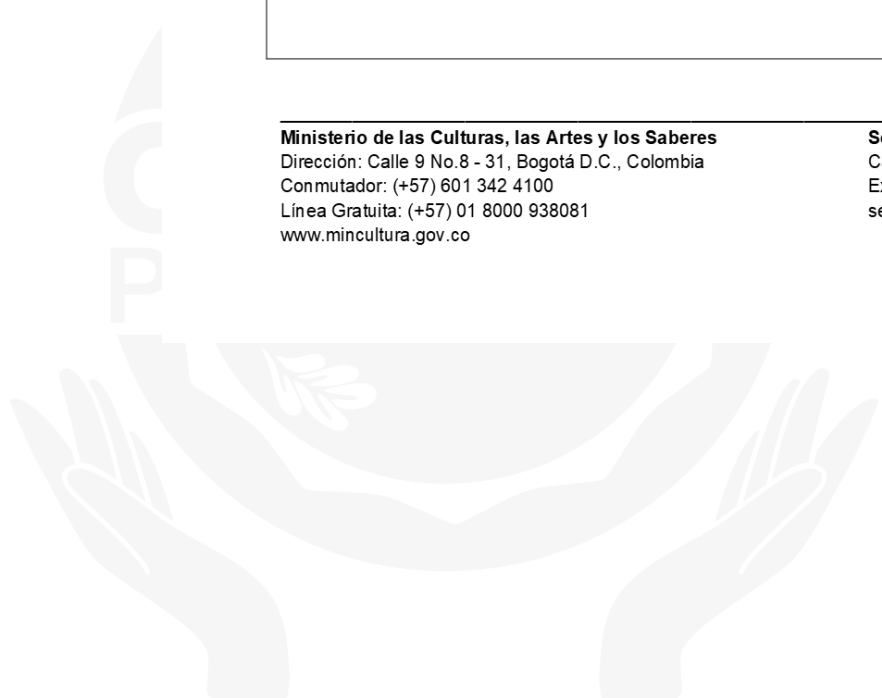 Ministerio de las Culturas, las Artes y los Saberes
Dirección: Calle 9 No.8 - 31, Bogotá D.C., Colombia
Conmutador: (+57) 601 342 4100
Línea Gratuita: (+57) 01 8000 938081
www.mincultura.gov.co